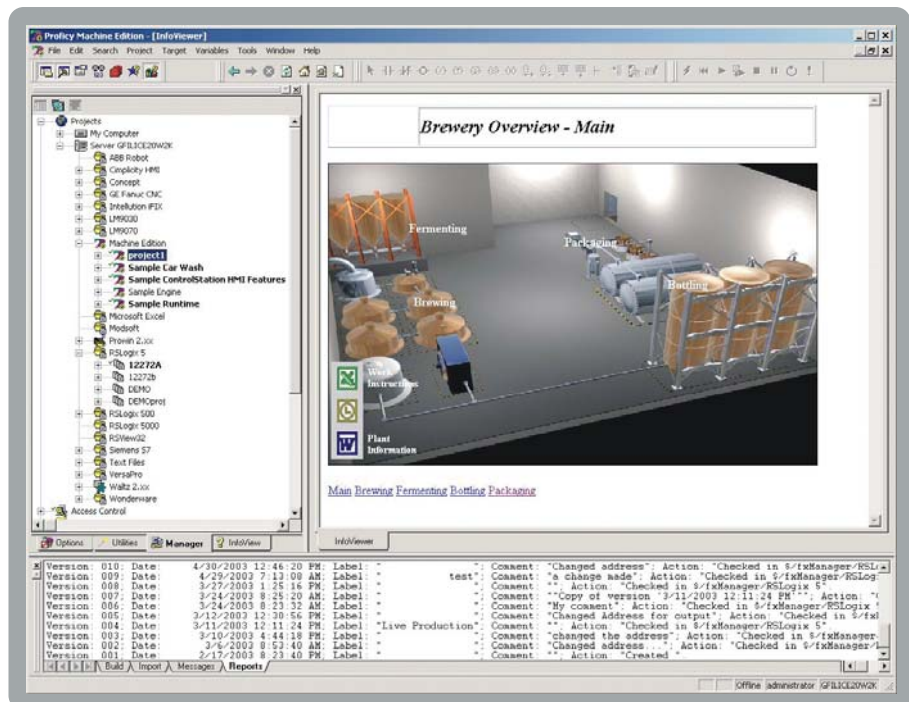 Proficy Machine Edition - [InfoViewer]
File Edit Search Project Target Variables Tools Window Help
Projects
My Computer
Server GFILICE20W2K
ABB Robot
Cimplicity HMI
Concept
GE Fanuc CNC
Intellution iFIX
LM9030
LM9070
Machine Edition
project1
Sample Car Wash
Sample ControlStation HMI Features
Sample Engine
Sample Runtime
Microsoft Excel
Modsoft
Prowin 2.xx
RSLogix 5
12272A
12272b
DEMO
DEMOproj
RSLogix 500
RSLogix 5000
RSView32
Siemens S7
Text Files
VersaPro
Waltz 2.xx
Wonderware
Access Control
Options Utilities Manager InfoView
Brewery Overview - Main
Fermenting
Packaging
Bottling
Brewing
Work
Instructions
Plant
Information
Main Brewing Fermenting Bottling Packaging
InfoViewer
Version: 010; Date: 4/30/2003 12:46:20 PM; Label: " "; Comment: "Changed address"; Action: "Checked in $/fxManager/RSL
Version: 009; Date: 4/29/2003 7:13:08 AM; Label: " test"; Comment: "a change made"; Action: "Checked in $/fxManager/RSLog
Version: 008; Date: 3/27/2003 1:25:16 PM; Label: " "; Comment: ""; Action: "Checked in $/fxManager/RSLogix 5"
Version: 007; Date: 3/24/2003 8:25:20 AM; Label: " "; Comment: "'Copy of version '3/11/2003 12:11:24 PM'"; Action:
Version: 006; Date: 3/24/2003 8:23:32 AM; Label: " "; Comment: "My comment"; Action: "Checked in $/fxManager/RSLogix
Version: 005; Date: 3/12/2003 12:30:56 PM; Label: " "; Comment: "Changed Address for output"; Action: "Checked in
Version: 004; Date: 3/11/2003 12:11:24 PM; Label: "Live Production"; Comment: ""; Action: "Checked in $/fxManager/RSLogix 5"
Version: 003; Date: 3/10/2003 4:44:18 PM; Label: " "; Comment: "changed the address"; Action: "Checked in $/fxManager
Version: 002; Date: 3/6/2003 8:53:40 AM; Label: " "; Comment: "Changed address..."; Action: "Checked in $/fxManager/
Version: 001; Date: 2/17/2003 8:23:40 PM; Label: " "; Comment: ""; Action: "Created "
Build Import Messages Reports
Offline administrator GFILICE20W2K